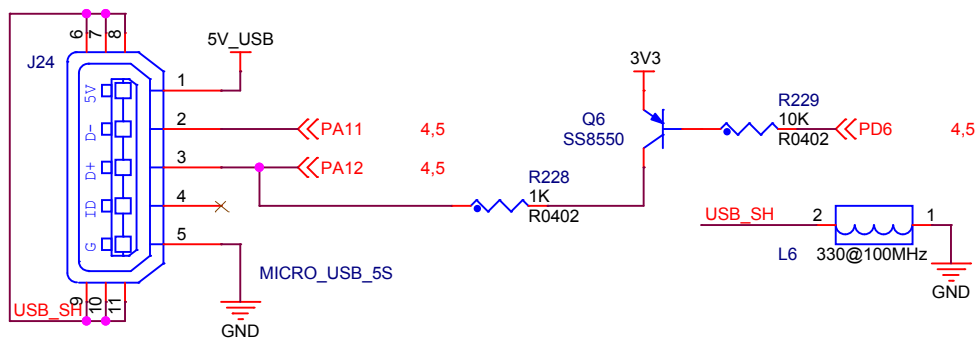 6 7 8
J24
5V_USB
5V 1
D- 2
PA11 4,5
D+ 3
PA12 4,5
ID 4
G 5
MICRO_USB_5S
9 10 11
USB_SH
GND
3V3
Q6
SS8550
R229
10K
R0402
PD6 4,5
R228
1K
R0402
USB_SH 2 1
L6 330@100MHz
GND